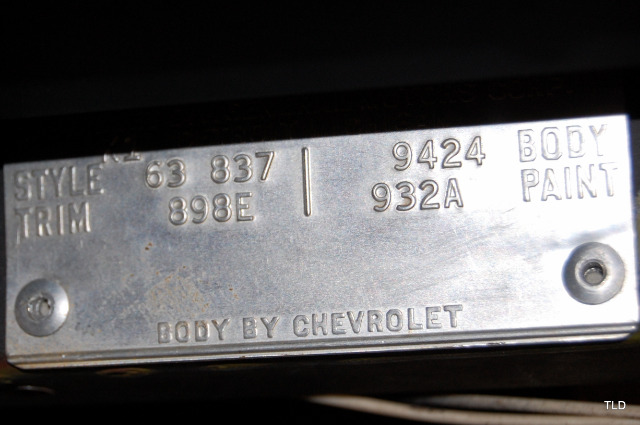 STYLE 63 837 | 9424 BODY
TRIM 898E 932A PAINT
BODY BY CHEVROLET
TLD